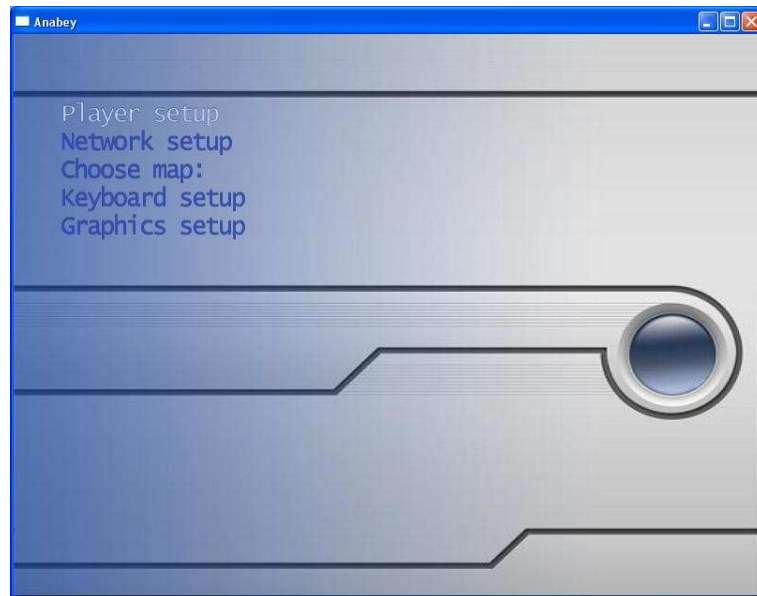 Anabey
Player setup
Network setup
Choose map:
Keyboard setup
Graphics setup